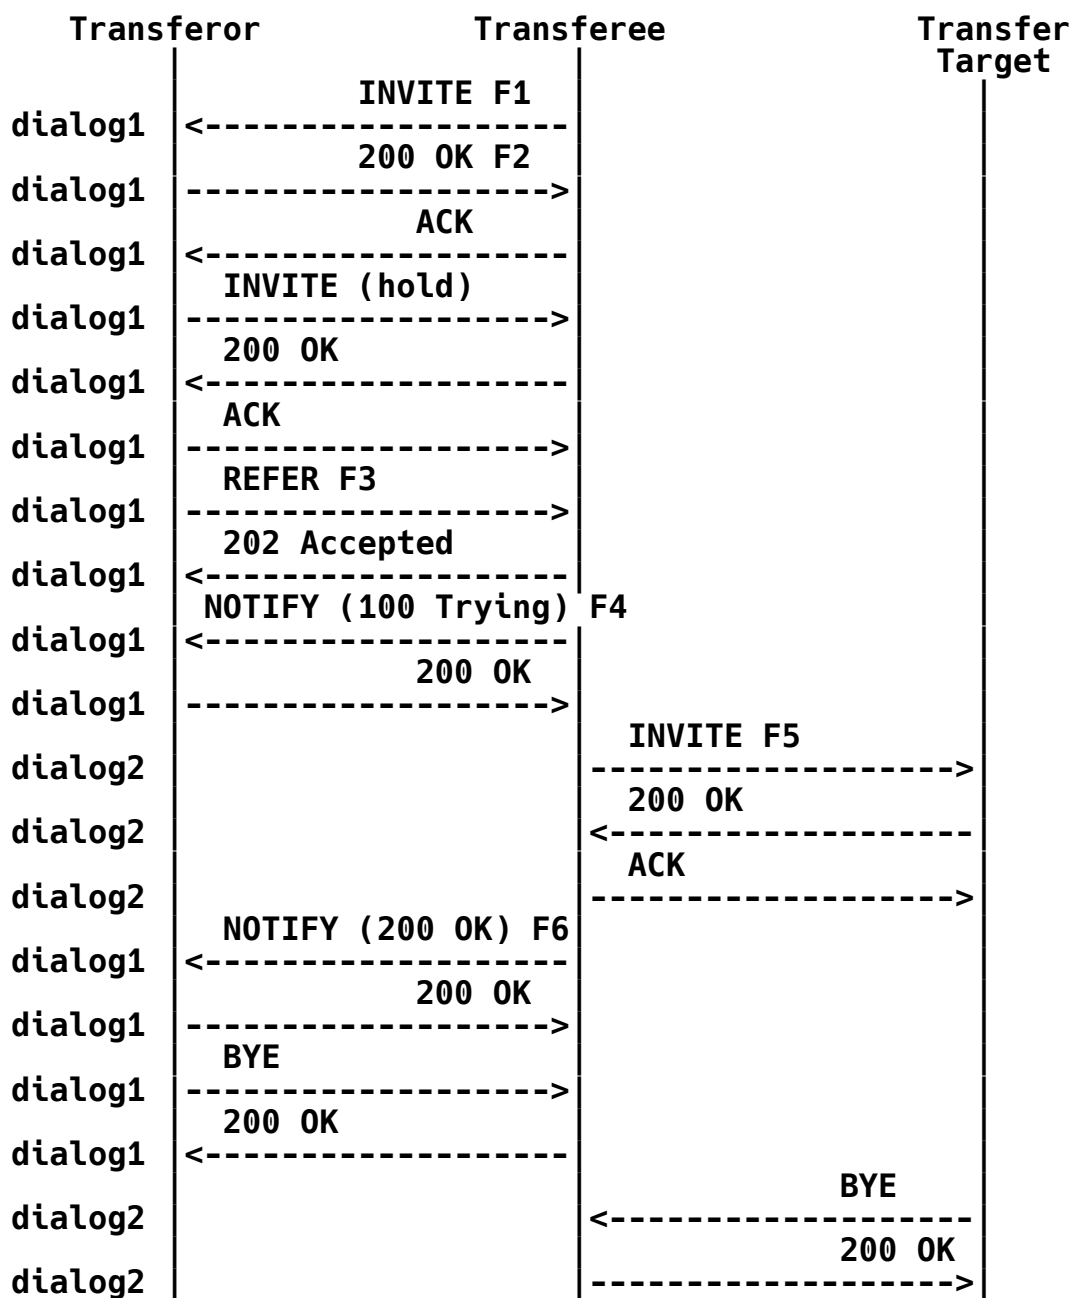 Transferor           Transferee             Transfer
                                             Target
                  INVITE F1
dialog1  |<-------------------|
                  200 OK F2
dialog1  |------------------->|
                     ACK
dialog1  |<-------------------|
           INVITE (hold)
dialog1  |------------------->|
           200 OK
dialog1  |<-------------------|
           ACK
dialog1  |------------------->|
           REFER F3
dialog1  |------------------->|
           202 Accepted
dialog1  |<-------------------|
          NOTIFY (100 Trying) F4
dialog1  |<-------------------|
                     200 OK
dialog1  |------------------->|
                                INVITE F5
dialog2                       |------------------->|
                                200 OK
dialog2                       |<-------------------|
                                ACK
dialog2                       |------------------->|
           NOTIFY (200 OK) F6
dialog1  |<-------------------|
                     200 OK
dialog1  |------------------->|
           BYE
dialog1  |------------------->|
           200 OK
dialog1  |<-------------------|
                                           BYE
dialog2                       |<-------------------|
                                           200 OK
dialog2                       |------------------->|